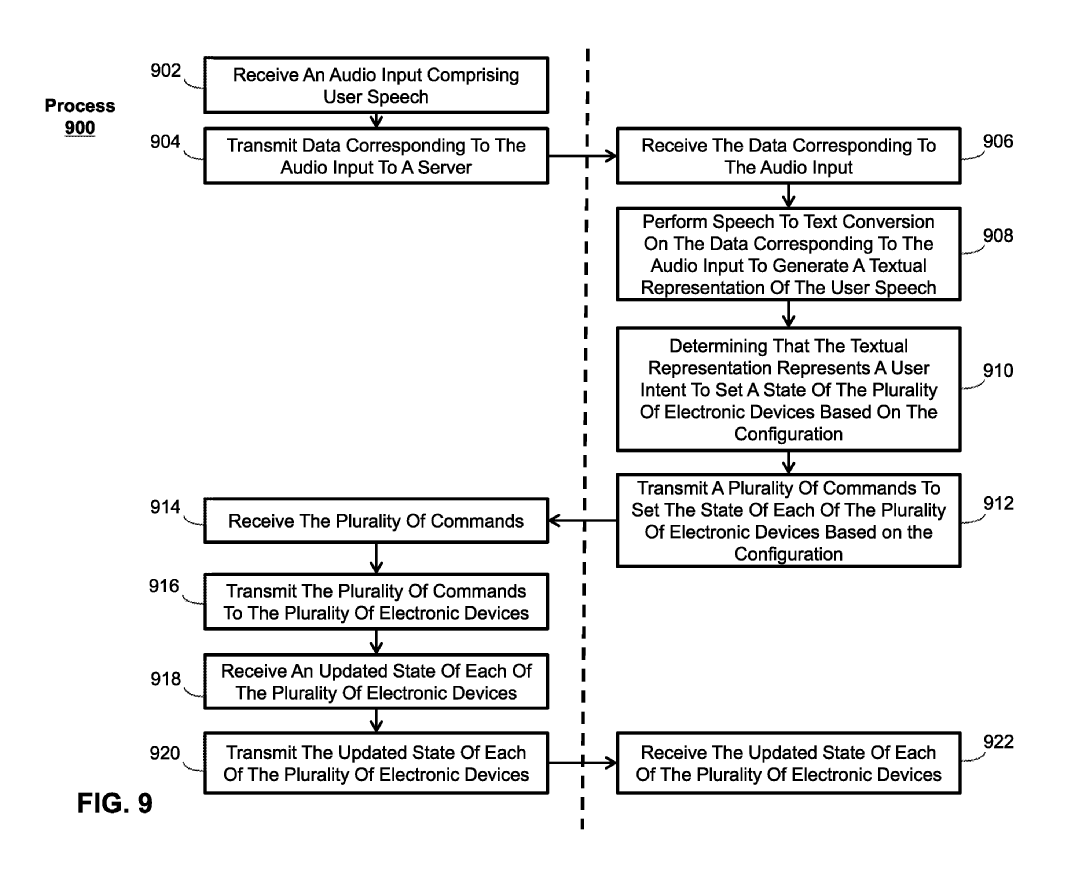 Process
900
902
Receive An Audio Input Comprising
User Speech
904
Transmit Data Corresponding To The
Audio Input To A Server
906
Receive The Data Corresponding To
The Audio Input
908
Perform Speech To Text Conversion
On The Data Corresponding To The
Audio Input To Generate A Textual
Representation Of The User Speech
910
Determining That The Textual
Representation Represents A User
Intent To Set A State Of The Plurality
Of Electronic Devices Based On The
Configuration
912
Transmit A Plurality Of Commands To
Set The State Of Each Of The Plurality
Of Electronic Devices Based on the
Configuration
914
Receive The Plurality Of Commands
916
Transmit The Plurality Of Commands
To The Plurality Of Electronic Devices
918
Receive An Updated State Of Each Of
The Plurality Of Electronic Devices
920
Transmit The Updated State Of Each
Of The Plurality Of Electronic Devices
922
Receive The Updated State Of Each
Of The Plurality Of Electronic Devices
FIG. 9